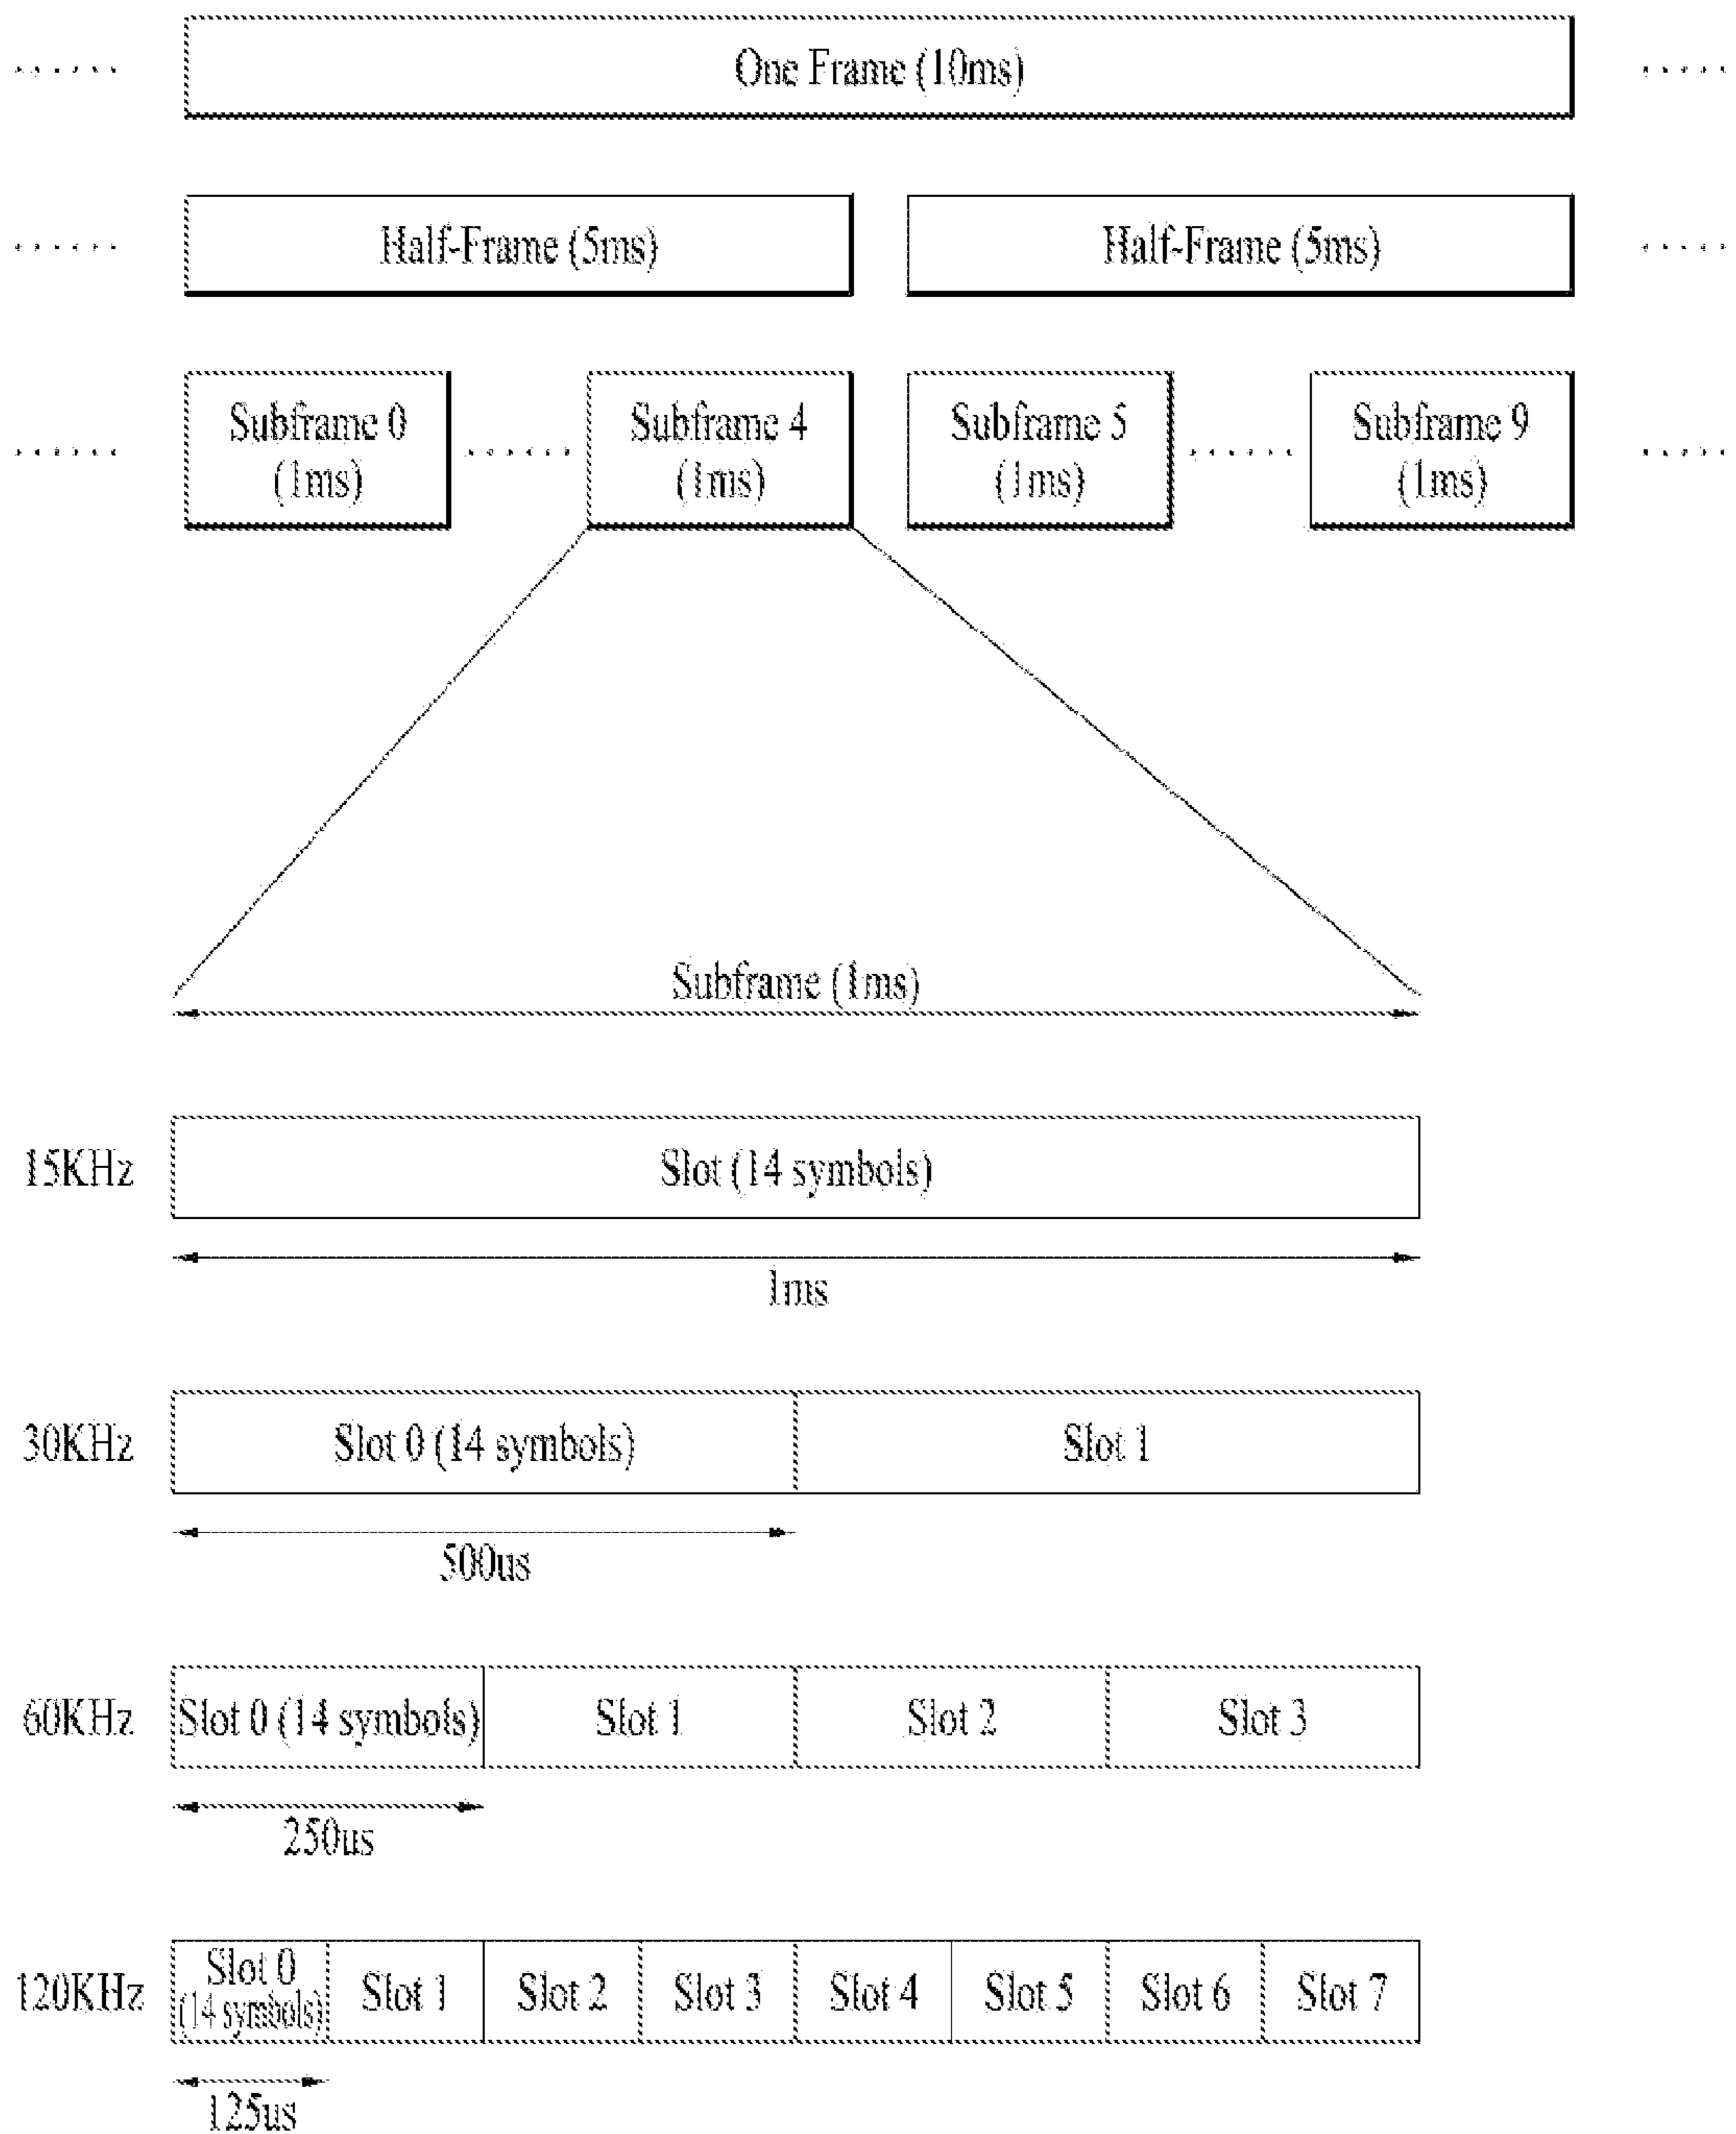 One Frame (10ms)
Half-Frame (5ms)
Half-Frame (5ms)
Subframe 0
(1ms)
Subframe 4
(1ms)
Subframe 5
(1ms)
Subframe 9
(1ms)
Subframe (1ms)
15KHz
Slot (14 symbols)
1ms
30KHz
Slot 0 (14 symbols)
Slot 1
500us
60KHz
Slot 0 (14 symbols)
Slot 1
Slot 2
Slot 3
250us
120KHz
Slot 0
(14 symbols)
Slot 1
Slot 2
Slot 3
Slot 4
Slot 5
Slot 6
Slot 7
125us